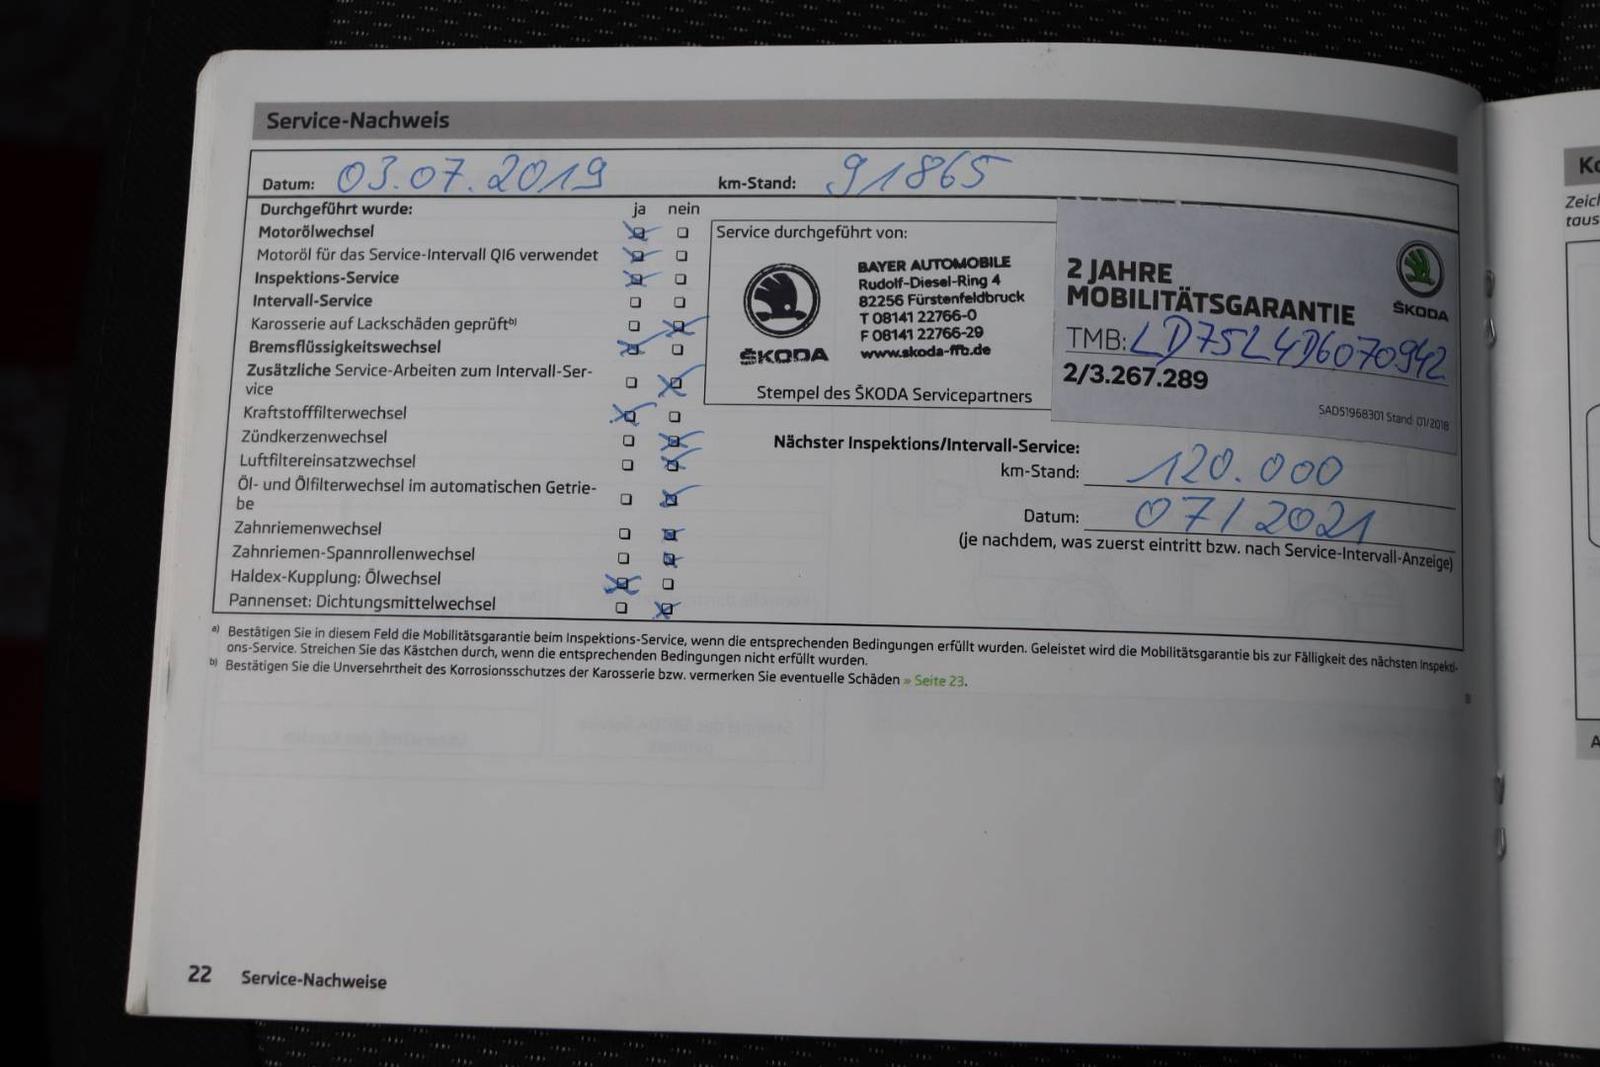 Service-Nachweis
Datum: 03.07.2019 km-Stand: 91865
Durchgeführt wurde: ja nein
Motorölwechsel
Motoröl für das Service-Intervall QI6 verwendet
Inspektions-Service
Intervall-Service
Karosserie auf Lackschäden geprüft b)
Bremsflüssigkeitswechsel
Zusätzliche Service-Arbeiten zum Intervall-Ser-
vice
Kraftstofffilterwechsel
Zündkerzenwechsel
Luftfiltereinsatzwechsel
Öl- und Ölfilterwechsel im automatischen Getrie-
be
Zahnriemenwechsel
Zahnriemen-Spannrollenwechsel
Haldex-Kupplung: Ölwechsel
Pannenset: Dichtungsmittelwechsel
Service durchgeführt von:
ŠKODA
BAYER AUTOMOBILE
Rudolf-Diesel-Ring 4
82256 Fürstenfeldbruck
T 08141 22766-0
F 08141 22766-29
www.skoda-ffb.de
Stempel des ŠKODA Servicepartners
2 JAHRE
MOBILITÄTSGARANTIE
ŠKODA
TMB: LD75L4D6070942
2/3.267.289
SAD51968301 Stand: 01/2018
Nächster Inspektions/Intervall-Service:
km-Stand: 120.000
Datum: 07/2021
(je nachdem, was zuerst eintritt bzw. nach Service-Intervall-Anzeige)
a) Bestätigen Sie in diesem Feld die Mobilitätsgarantie beim Inspektions-Service, wenn die entsprechenden Bedingungen erfüllt wurden. Geleistet wird die Mobilitätsgarantie bis zur Fälligkeit des nächsten Inspekti-
ons-Service. Streichen Sie das Kästchen durch, wenn die entsprechenden Bedingungen nicht erfüllt wurden.
b) Bestätigen Sie die Unversehrtheit des Korrosionsschutzes der Karosserie bzw. vermerken Sie eventuelle Schäden » Seite 23.
22 Service-Nachweise
Zeic
taus